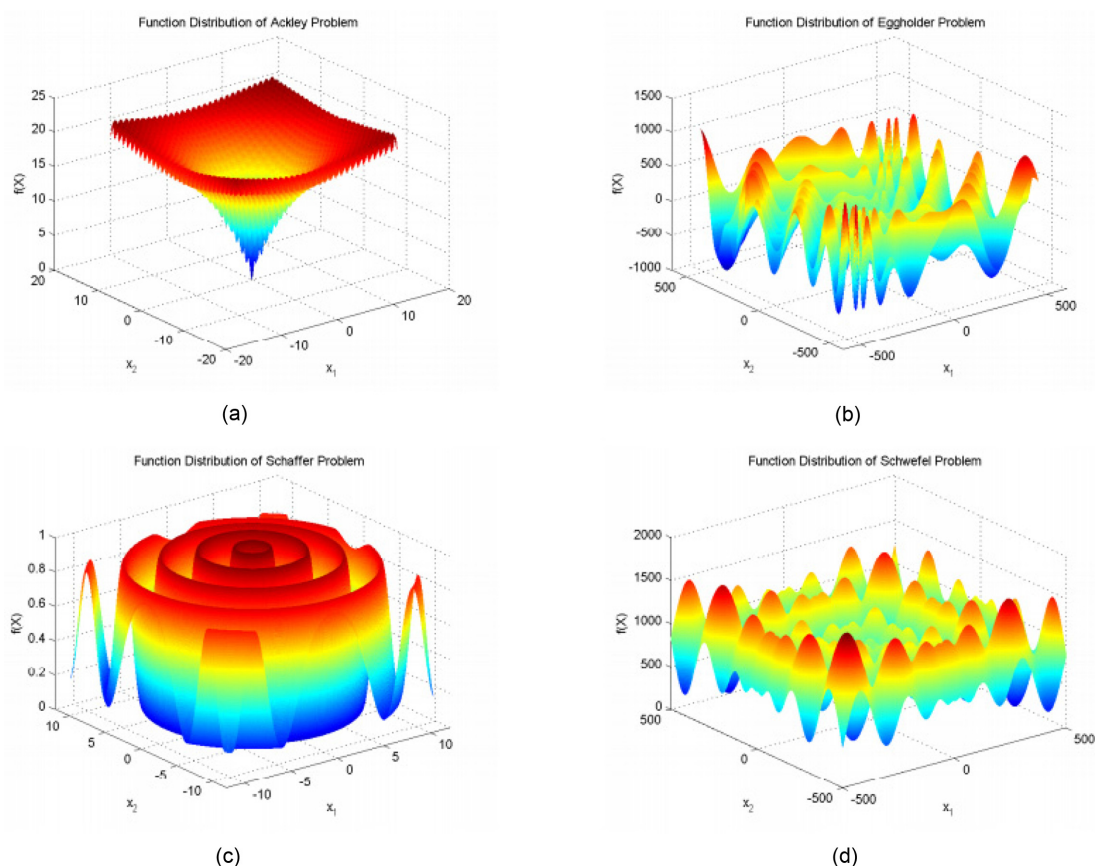 Function Distribution of Ackley Problem
25
20
15
10
5
0
f(X)
20
10
0
-10
-20
x2
-20
-10
0
10
20
x1
(a)
Function Distribution of Eggholder Problem
1500
1000
500
0
-500
-1000
f(X)
500
0
-500
x2
-500
0
500
x1
(b)
Function Distribution of Schaffer Problem
1
0.8
0.6
0.4
0.2
0
f(X)
10
5
0
-5
-10
x2
-10
-5
0
5
10
x1
(c)
Function Distribution of Schwefel Problem
2000
1500
1000
500
0
f(X)
500
0
-500
x2
-500
0
500
x1
(d)